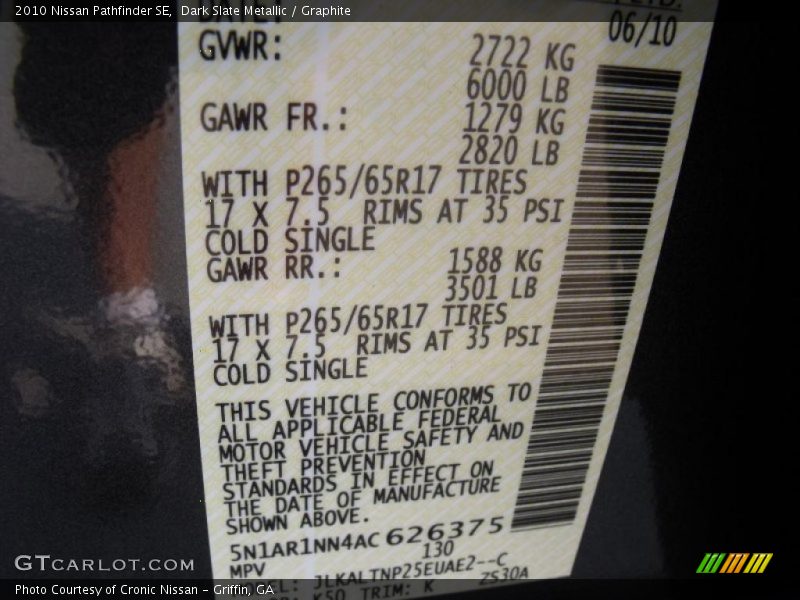 2010 Nissan Pathfinder SE, Dark Slate Metallic / Graphite
DATE:
06/10
GVWR: 2722 KG
6000 LB
GAWR FR.: 1279 KG
2820 LB
WITH P265/65R17 TIRES
17 X 7.5 RIMS AT 35 PSI
COLD SINGLE
GAWR RR.: 1588 KG
3501 LB
WITH P265/65R17 TIRES
17 X 7.5 RIMS AT 35 PSI
COLD SINGLE
THIS VEHICLE CONFORMS TO
ALL APPLICABLE FEDERAL
MOTOR VEHICLE SAFETY AND
THEFT PREVENTION
STANDARDS IN EFFECT ON
THE DATE OF MANUFACTURE
SHOWN ABOVE.
5N1AR1NN4AC626375
MPV 130
MODEL: JLKALTNP25EUAE2--C
ZS30A
K50 TRIM: K
GTCARLOT.COM
Photo Courtesy of Cronic Nissan - Griffin, GA